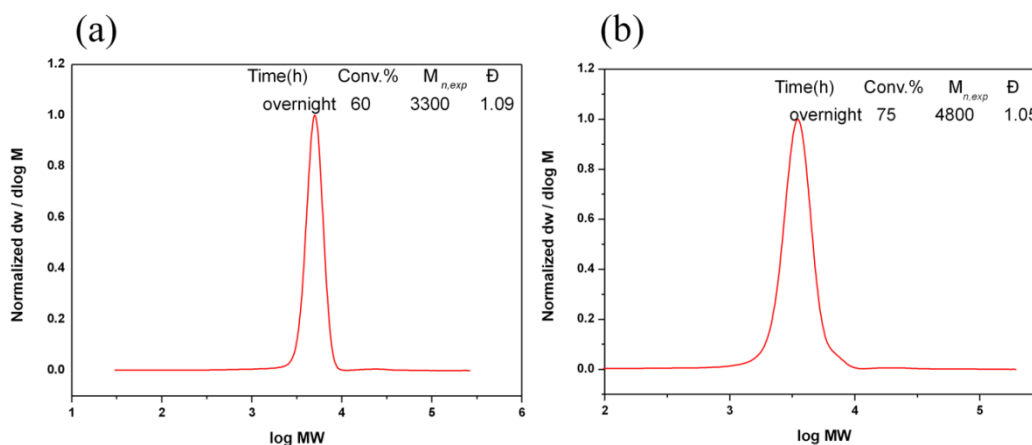 (a)
1.2
Time(h) Conv.% M n,exp Đ
overnight 60 3300 1.09
1.0
0.8
0.6
0.4
0.2
0.0
Normalized dw / dlog M
1 2 3 4 5 6
log MW
(b)
1.2
Time(h) Conv.% M n,exp Đ
overnight 75 4800 1.05
1.0
0.8
0.6
0.4
0.2
0.0
Normalized dw / dlog M
2 3 4 5
log MW